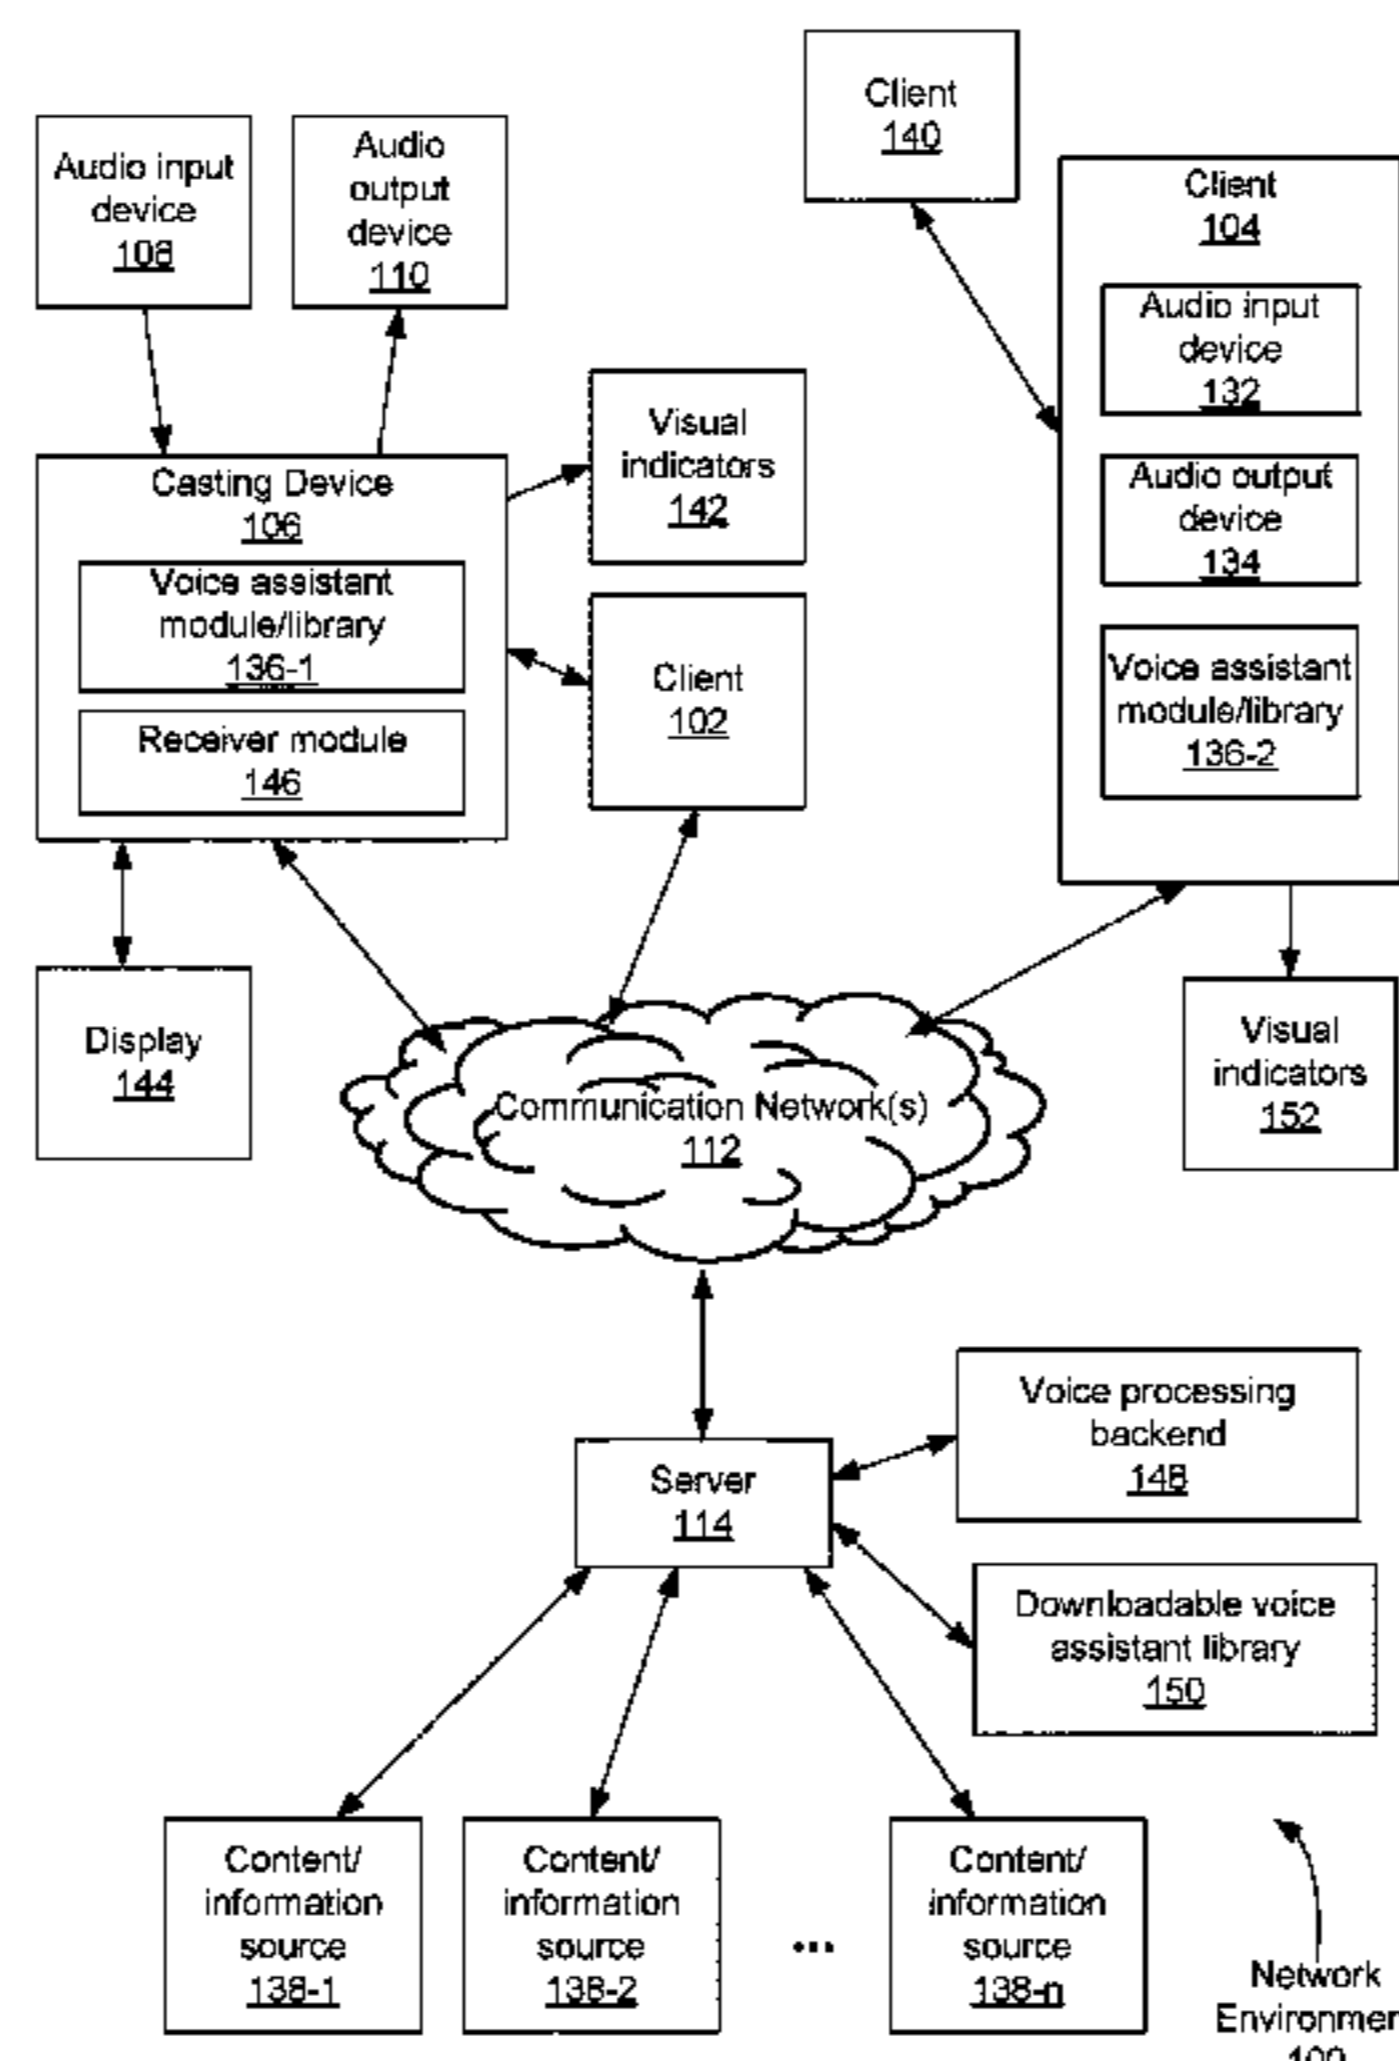 Client
140
Audio input
device
108
Audio
output
device
110
Client
104
Audio input
device
132
Audio output
device
134
Voice assistant
module/library
136-2
Visual
indicators
142
Casting Device
106
Voice assistant
module/library
136-1
Receiver module
146
Client
102
Display
144
Visual
indicators
152
Communication Network(s)
112
Voice processing
backend
148
Server
114
Downloadable voice
assistant library
150
Content/
information
source
138-1
Content/
information
source
138-2
...
Content/
information
source
138-n
Network
Environmen